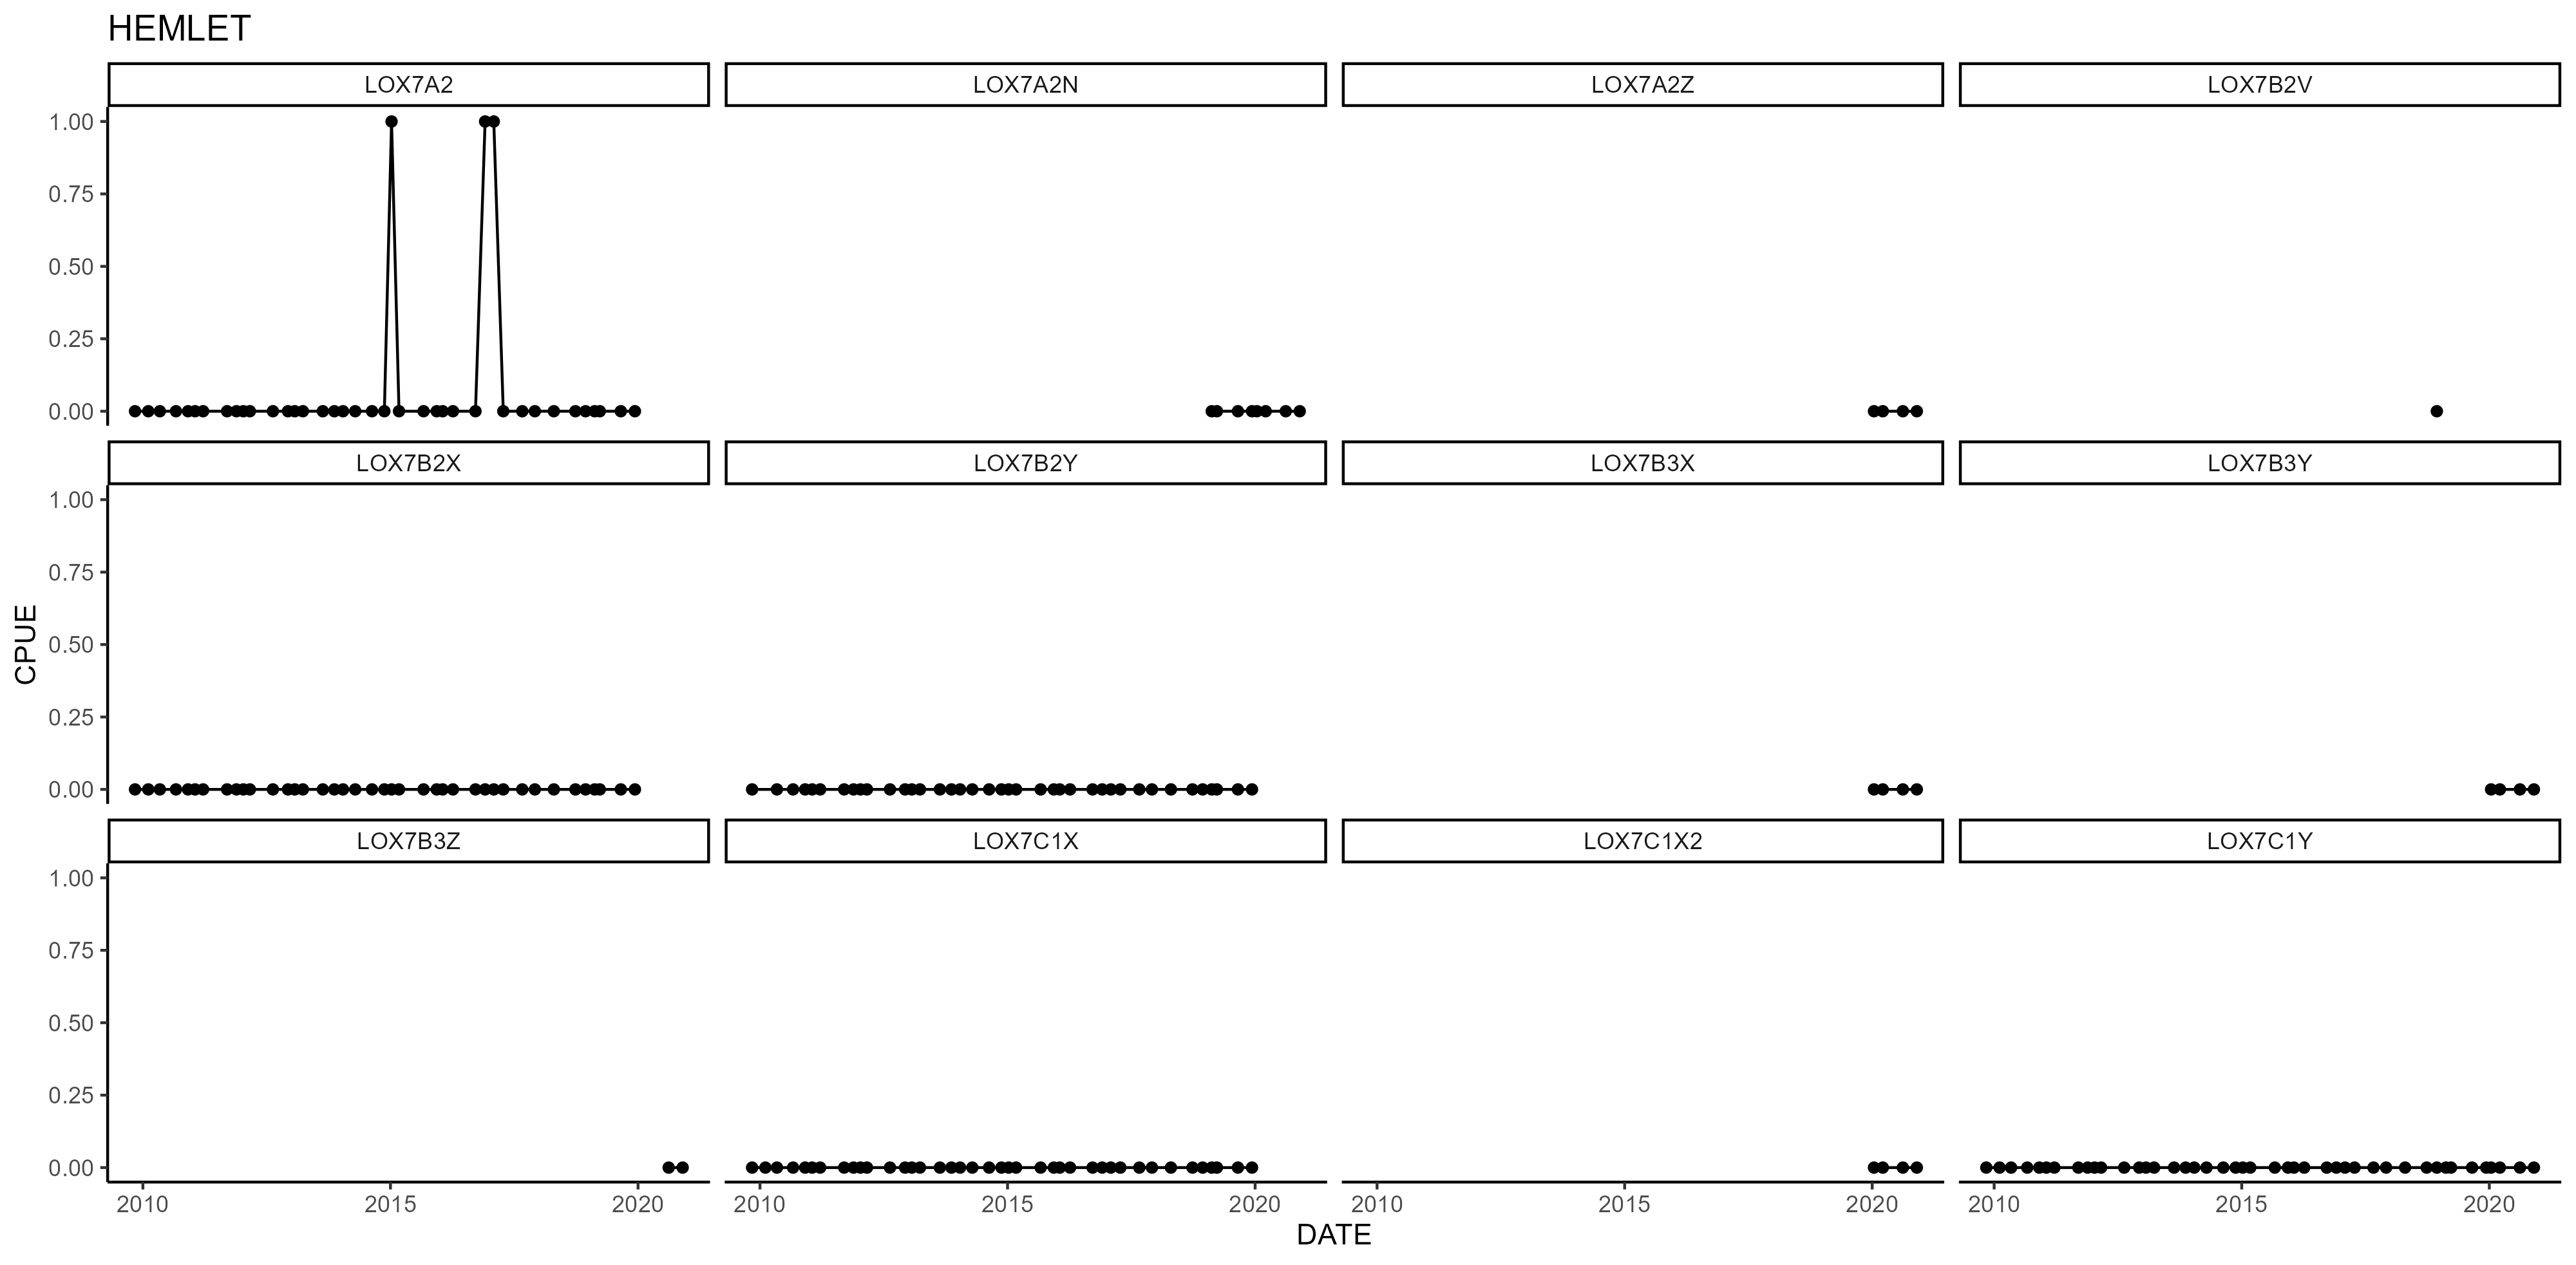 HEMLET
LOX7A2 LOX7A2N LOX7A2Z LOX7B2V
1.00
0.75
0.50
0.25
0.00
LOX7B2X LOX7B2Y LOX7B3X LOX7B3Y
1.00
0.75
0.50
0.25
0.00
CPUE
LOX7B3Z LOX7C1X LOX7C1X2 LOX7C1Y
1.00
0.75
0.50
0.25
0.00
2010 2015 2020 2010 2015 2020 2010 2015 2020 2010 2015 2020
DATE